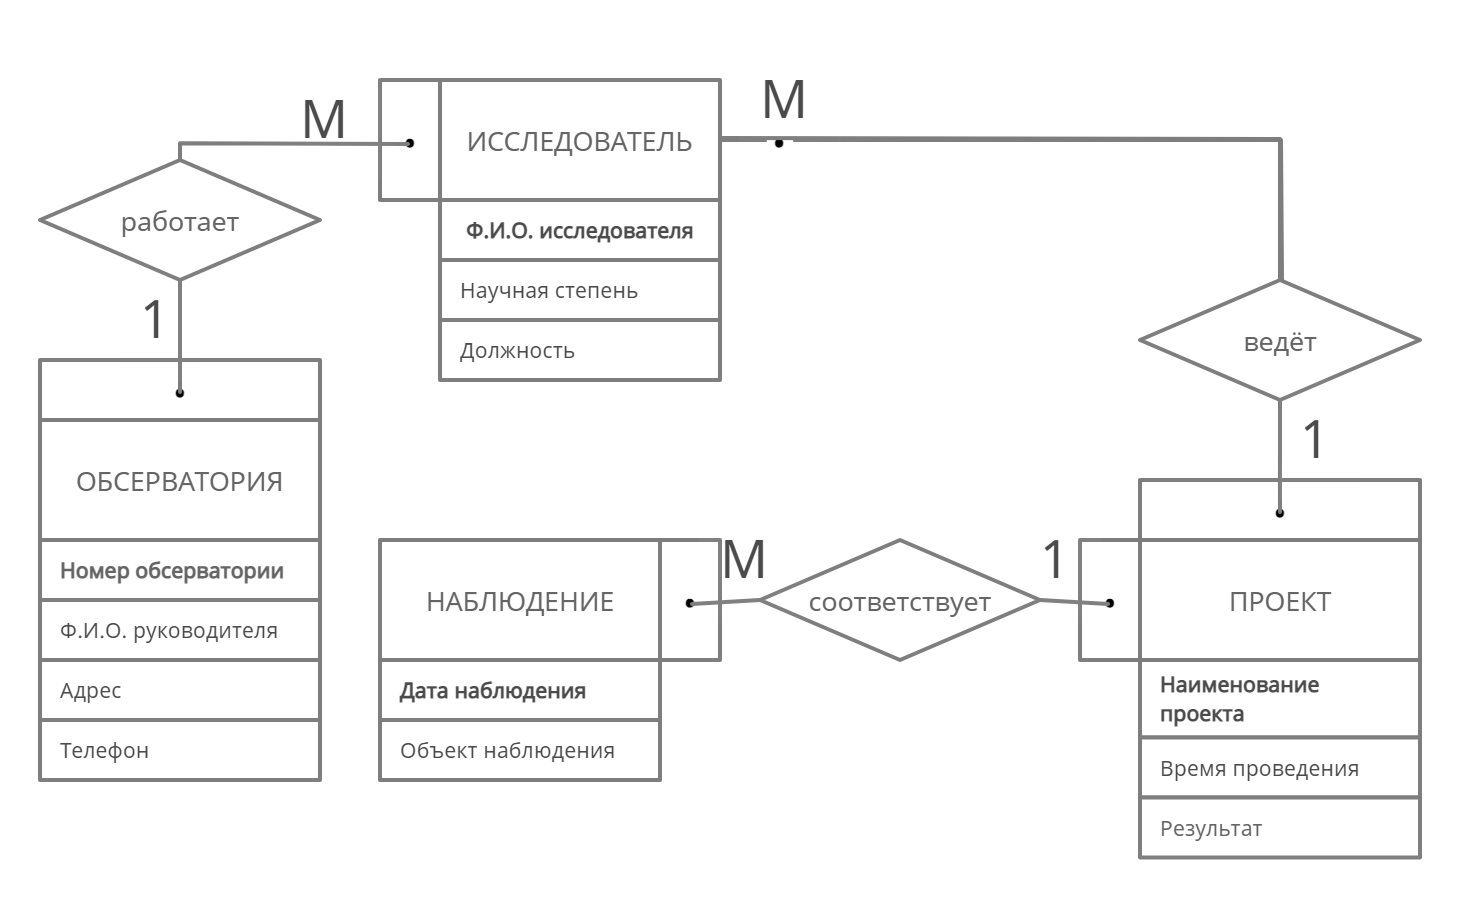 М
ИССЛЕДОВАТЕЛЬ
М
работает
Ф.И.О. исследователя
Научная степень
Должность
1
ведёт
1
ОБСЕРВАТОРИЯ
Номер обсерватории
Ф.И.О. руководителя
Адрес
Телефон
НАБЛЮДЕНИЕ
М
соответствует
1
ПРОЕКТ
Дата наблюдения
Объект наблюдения
Наименование
проекта
Время проведения
Результат